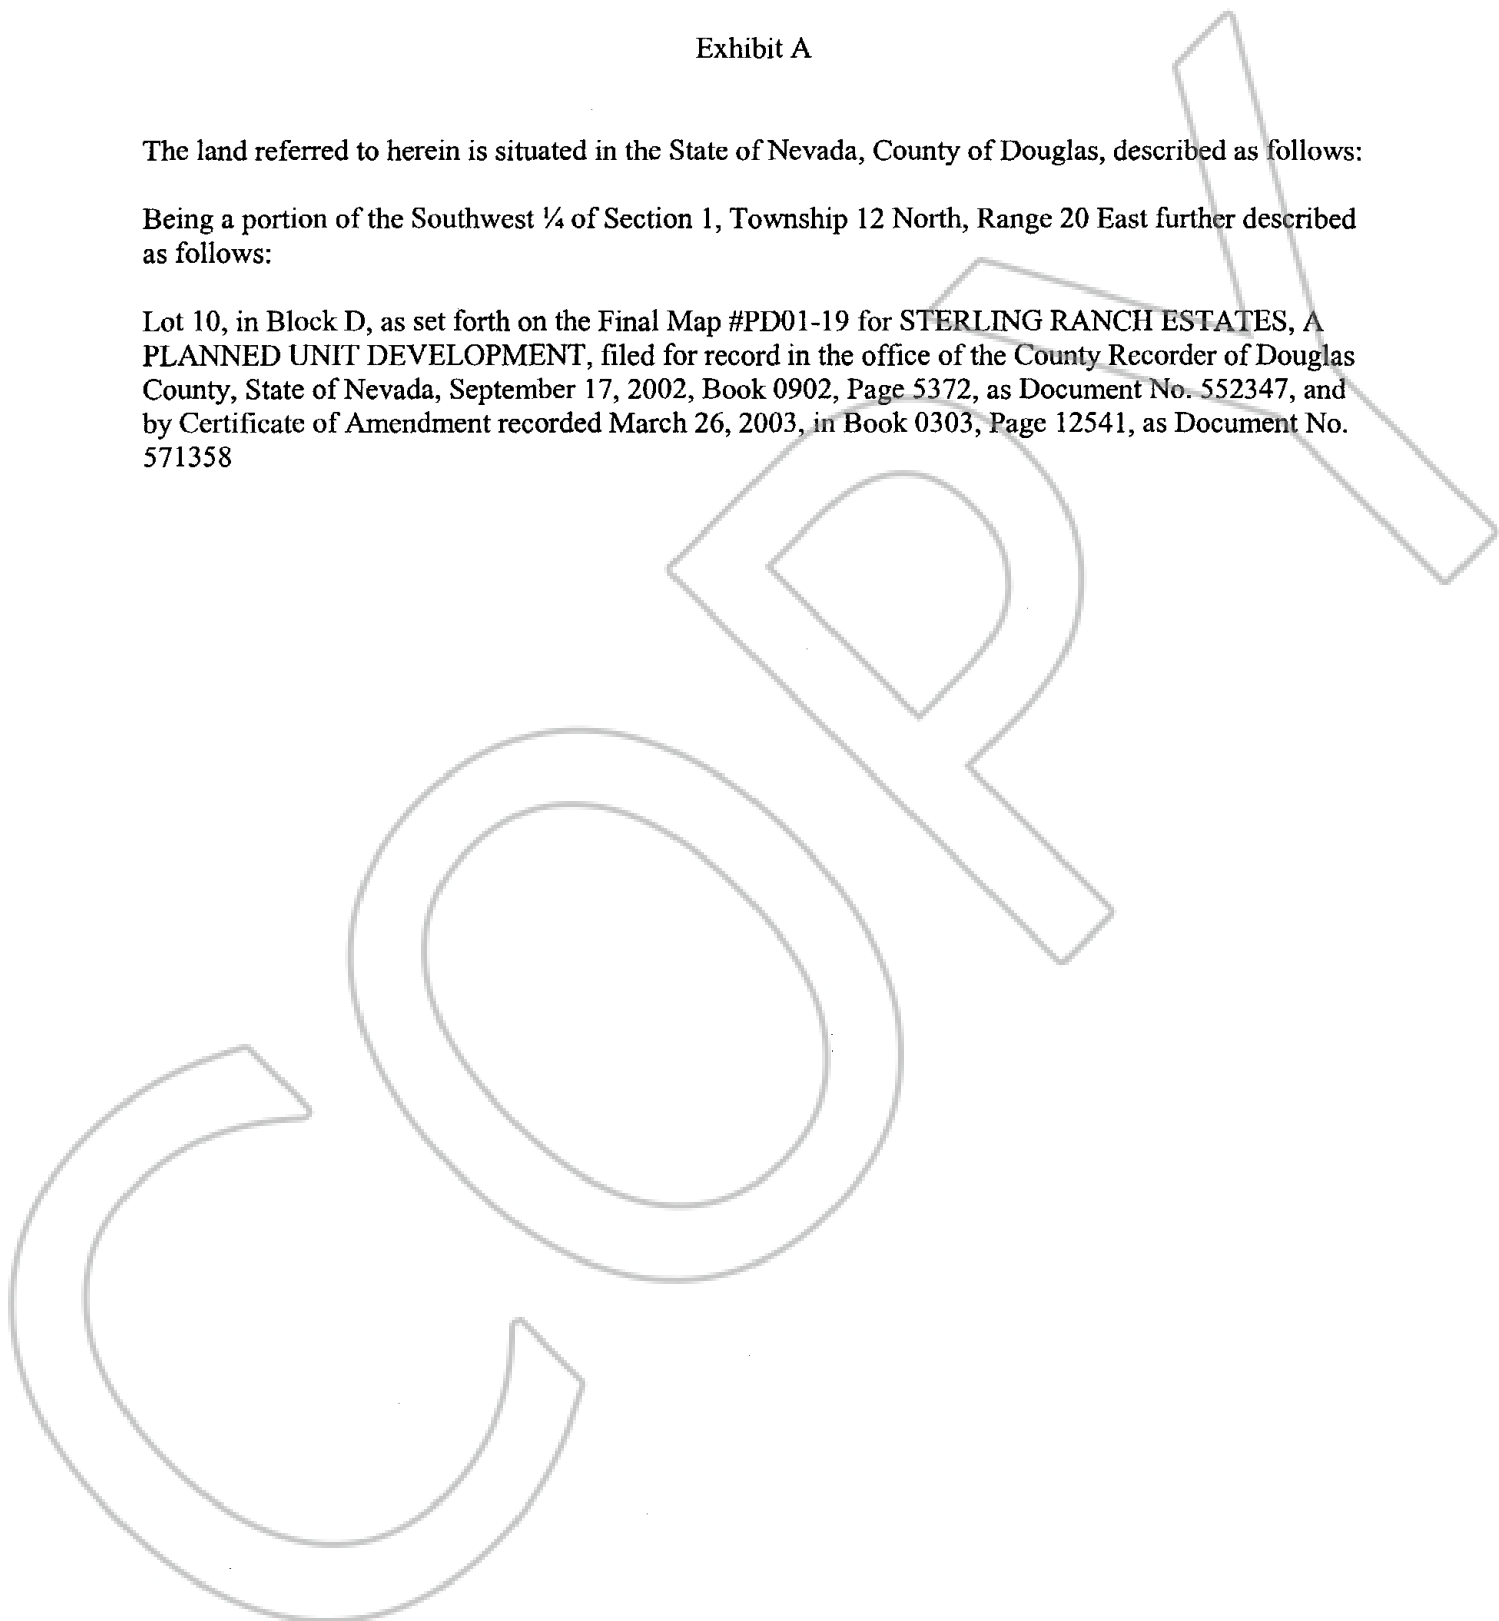 Exhibit A
The land referred to herein is situated in the State of Nevada, County of Douglas, described as follows:
Being a portion of the Southwest ¼ of Section 1, Township 12 North, Range 20 East further described
as follows:
Lot 10, in Block D, as set forth on the Final Map #PD01-19 for STERLING RANCH ESTATES, A
PLANNED UNIT DEVELOPMENT, filed for record in the office of the County Recorder of Douglas
County, State of Nevada, September 17, 2002, Book 0902, Page 5372, as Document No. 552347, and
by Certificate of Amendment recorded March 26, 2003, in Book 0303, Page 12541, as Document No.
571358
COPY